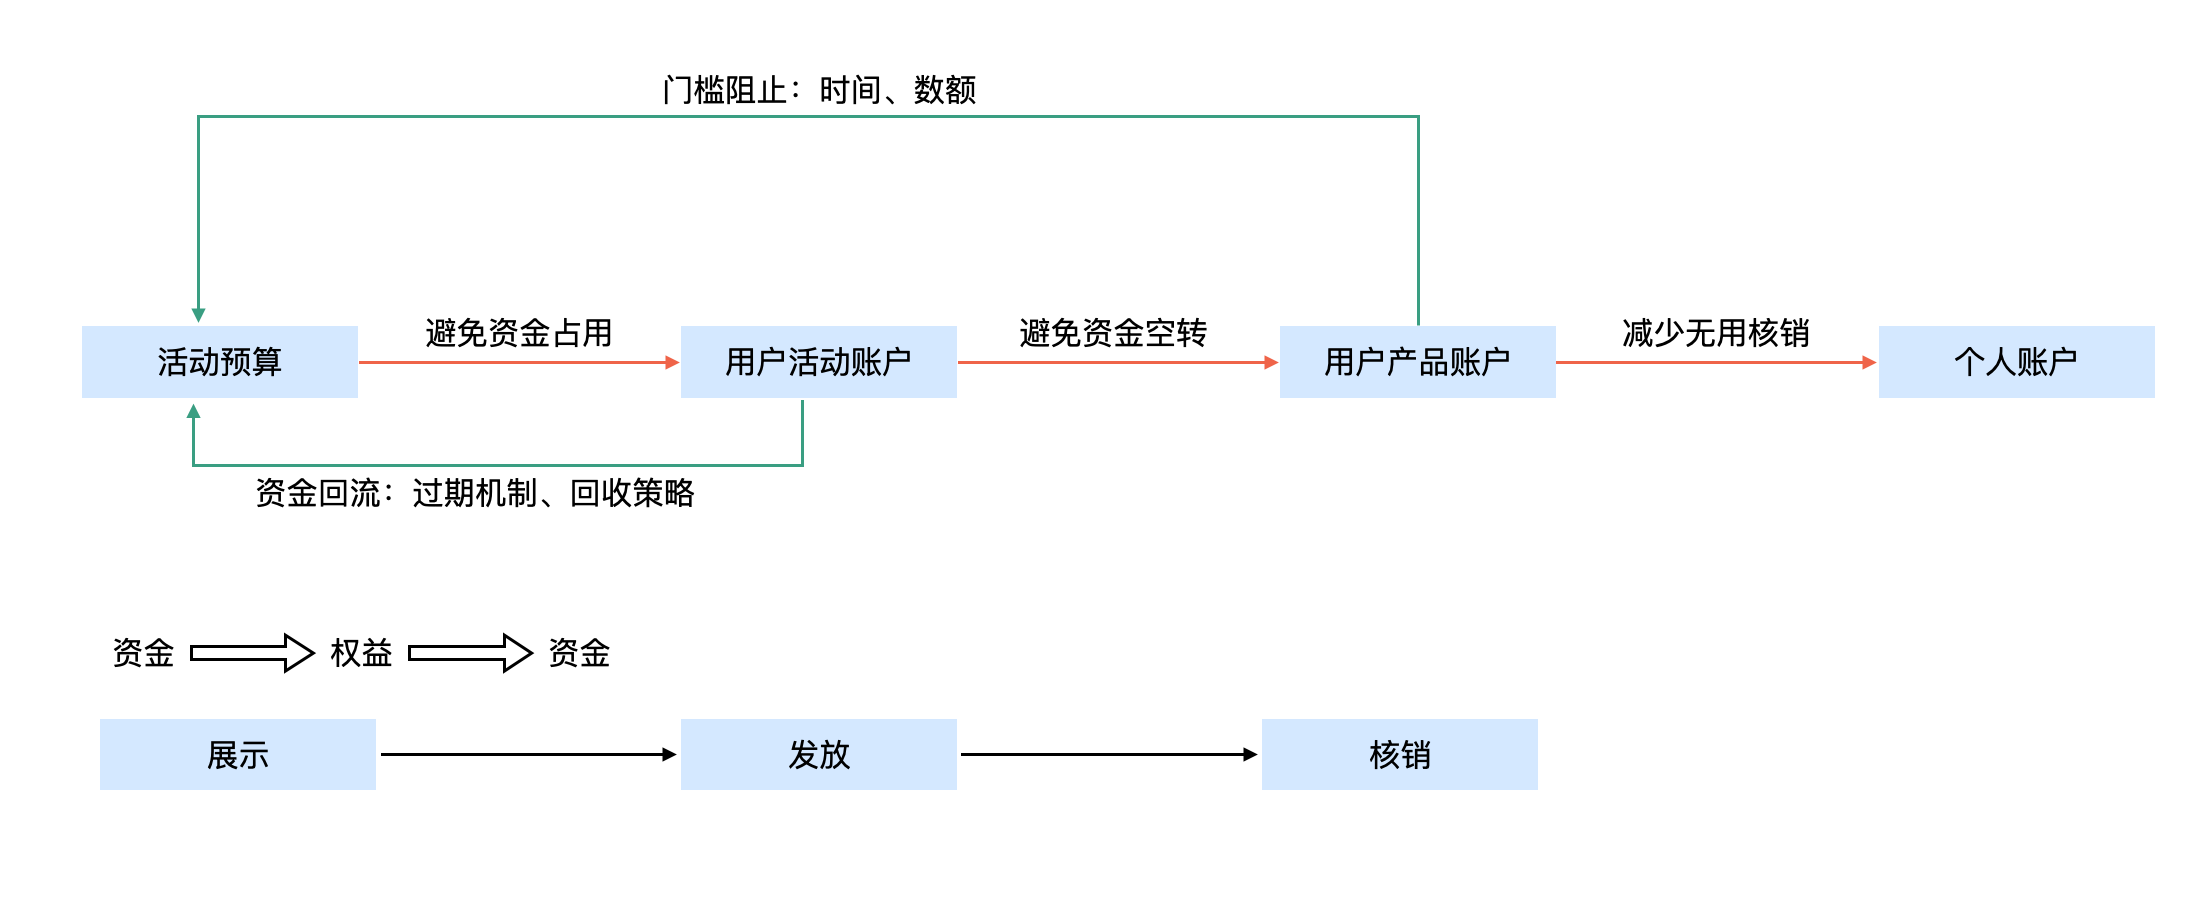 门槛阻止：时间、数额
避免资金占用
避免资金空转
减少无用核销
活动预算
用户活动账户
用户产品账户
个人账户
资金回流：过期机制、回收策略
资金
权益
资金
展示
发放
核销